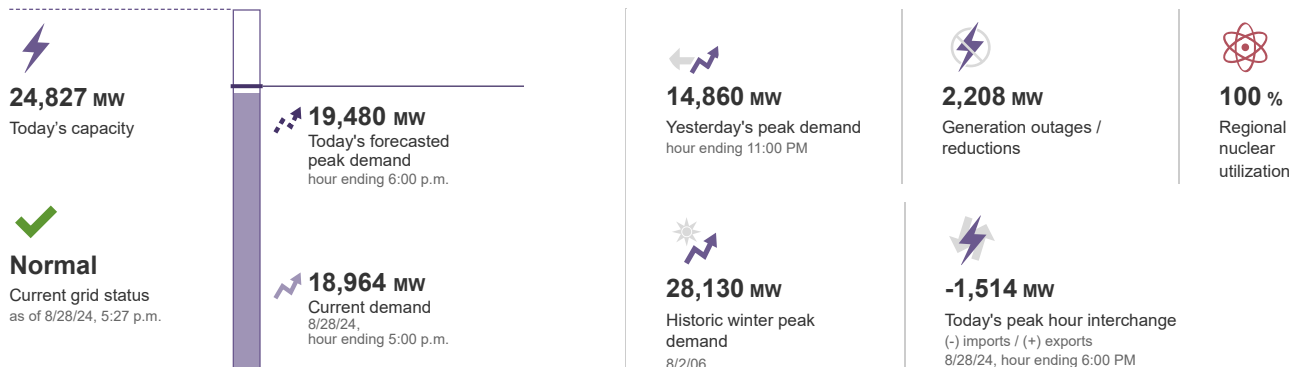 24,827 MW
Today's capacity
Normal
Current grid status
as of 8/28/24, 5:27 p.m.
19,480 MW
Today's forecasted
peak demand
hour ending 6:00 p.m.
18,964 MW
Current demand
8/28/24,
hour ending 5:00 p.m.
14,860 MW
Yesterday's peak demand
hour ending 11:00 PM
2,208 MW
Generation outages /
reductions
100 %
Regional
nuclear
utilization
28,130 MW
Historic winter peak
demand
8/2/06
-1,514 MW
Today's peak hour interchange
(-) imports / (+) exports
8/28/24, hour ending 6:00 PM